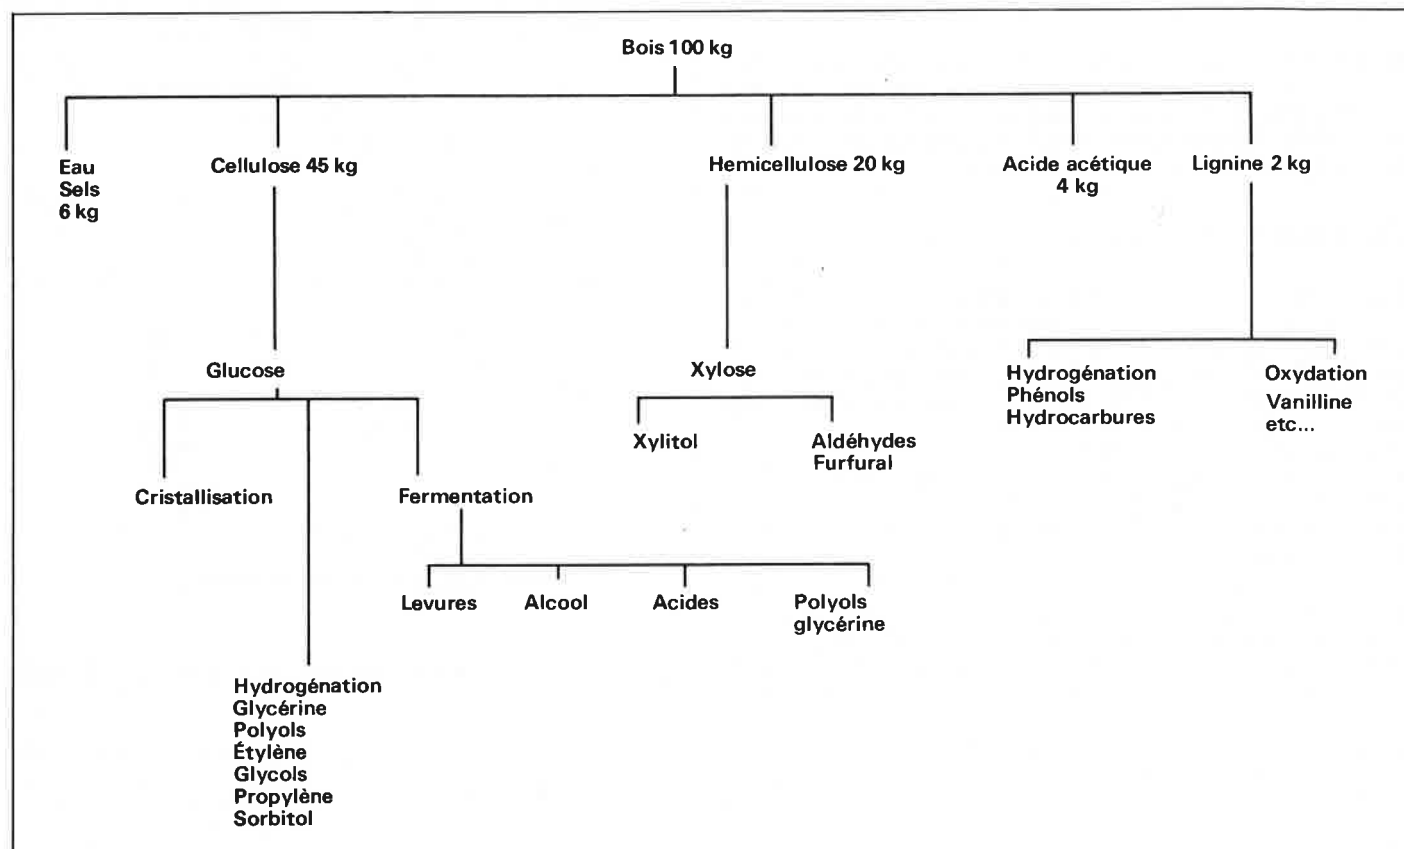 Bois 100 kg
Eau
Sels
6 kg
Cellulose 45 kg
Hemicellulose 20 kg
Acide acétique
4 kg
Lignine 2 kg
Glucose
Xylose
Hydrogénation
Phénols
Hydrocarbures
Oxydation
Vanilline
etc...
Xylitol
Aldéhydes
Furfural
Cristallisation
Fermentation
Levures
Alcool
Acides
Polyols
glycérine
Hydrogénation
Glycérine
Polyols
Étylène
Glycols
Propylène
Sorbitol